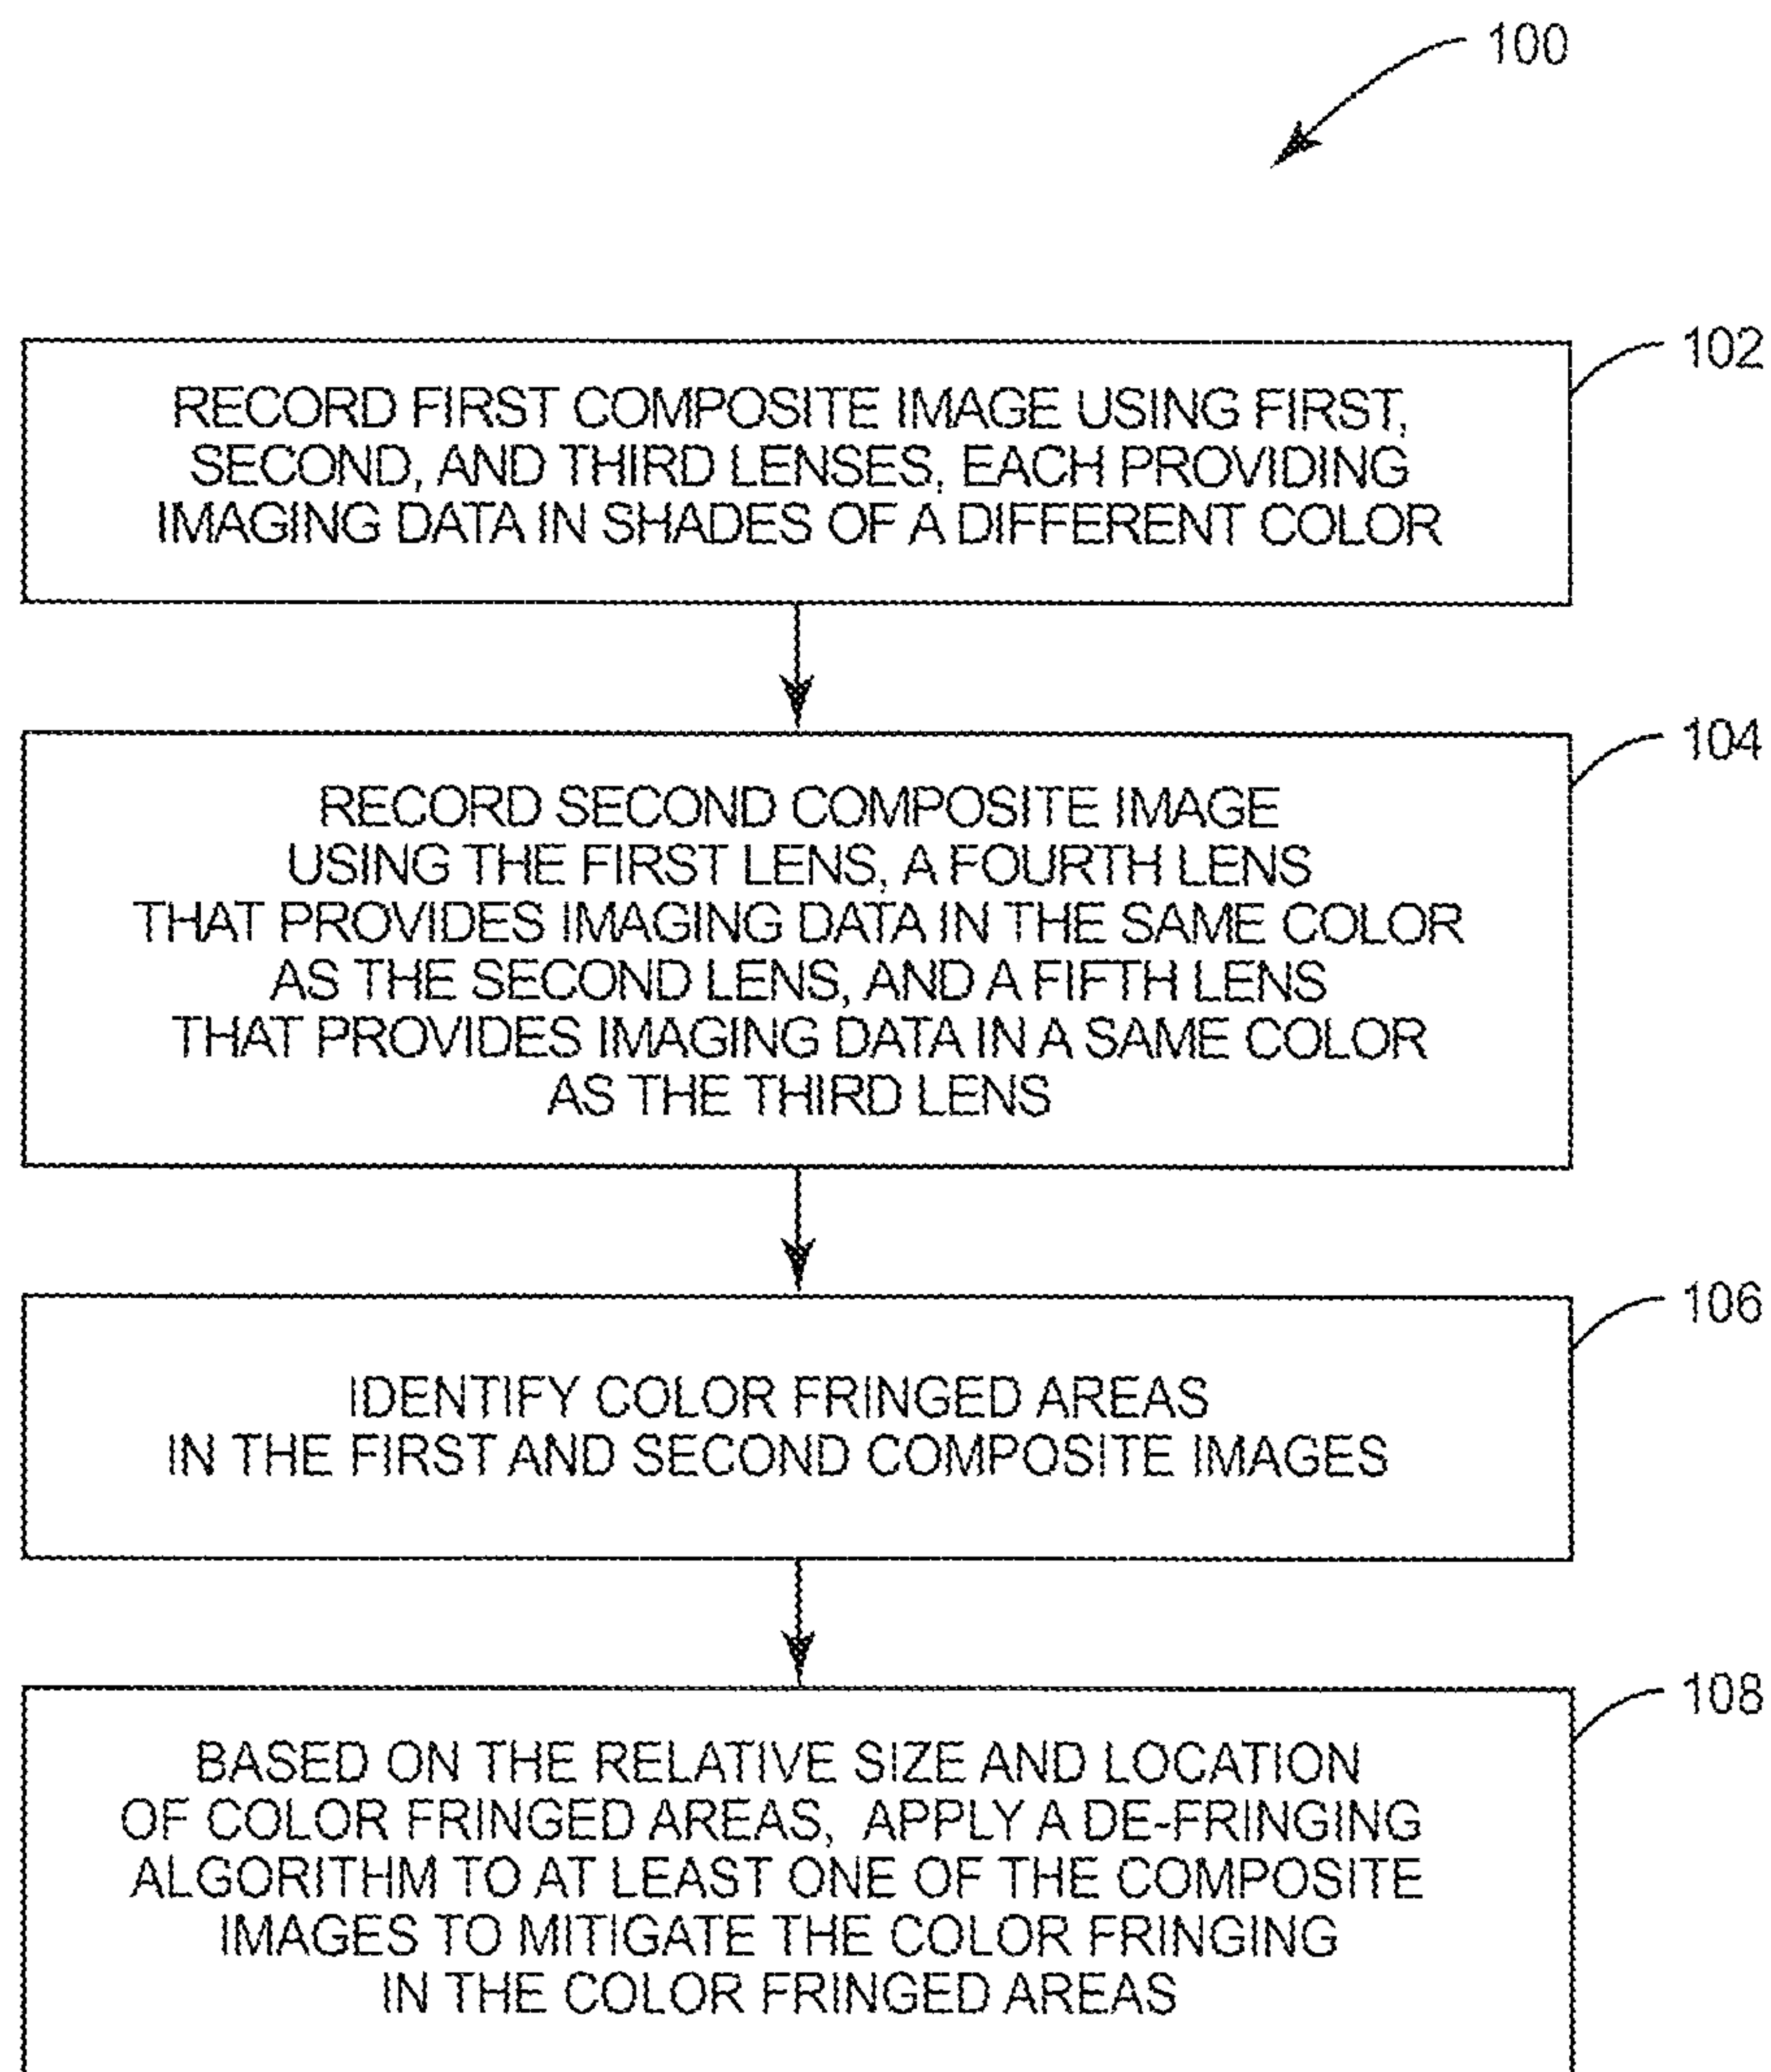 100
102
RECORD FIRST COMPOSITE IMAGE USING FIRST,
SECOND, AND THIRD LENSES, EACH PROVIDING
IMAGING DATA IN SHADES OF A DIFFERENT COLOR
104
RECORD SECOND COMPOSITE IMAGE
USING THE FIRST LENS, A FOURTH LENS
THAT PROVIDES IMAGING DATA IN THE SAME COLOR
AS THE SECOND LENS, AND A FIFTH LENS
THAT PROVIDES IMAGING DATA IN A SAME COLOR
AS THE THIRD LENS
106
IDENTIFY COLOR FRINGED AREAS
IN THE FIRST AND SECOND COMPOSITE IMAGES
108
BASED ON THE RELATIVE SIZE AND LOCATION
OF COLOR FRINGED AREAS, APPLY A DE-FRINGING
ALGORITHM TO AT LEAST ONE OF THE COMPOSITE
IMAGES TO MITIGATE THE COLOR FRINGING
IN THE COLOR FRINGED AREAS